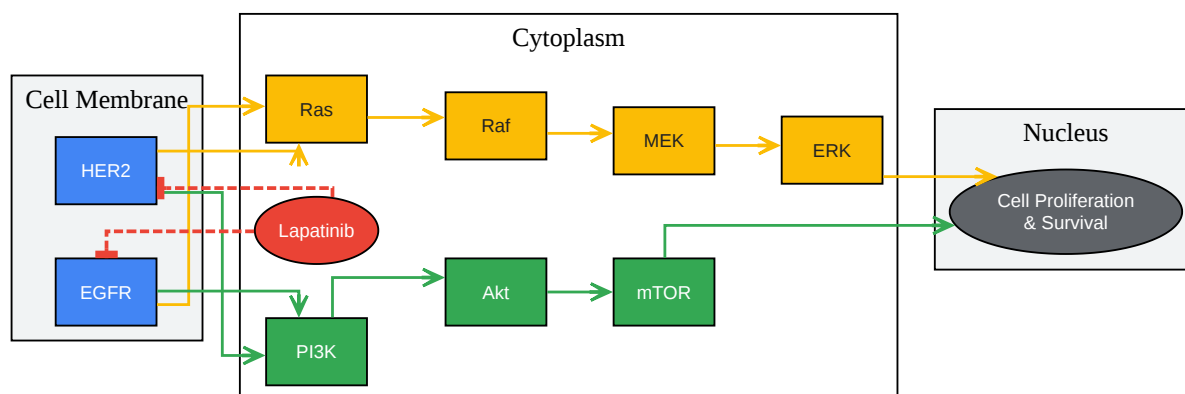 Cytoplasm
Cell Membrane
Ras
Raf
MEK
ERK
Nucleus
HER2
Cell Proliferation
& Survival
Lapatinib
EGFR
Akt
mTOR
PI3K